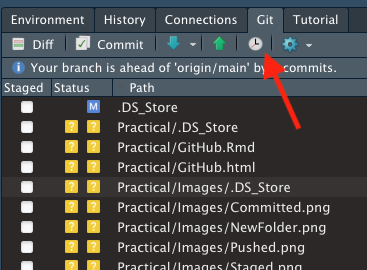 Environment History Connections Git Tutorial
Diff Commit
Your branch is ahead of 'origin/main' by commits.
Staged Status Path
M .DS_Store
? ? Practical/.DS_Store
? ? Practical/GitHub.Rmd
? ? Practical/GitHub.html
? ? Practical/Images/.DS_Store
? ? Practical/Images/Committed.png
? ? Practical/Images/NewFolder.png
? ? Practical/Images/Pushed.png
? ? Practical/Images/Staged.png